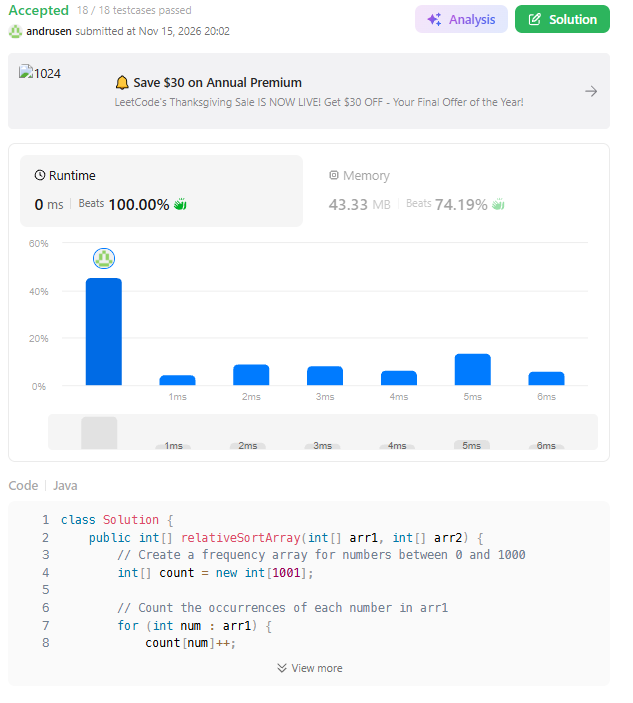 Accepted 18 / 18 testcases passed
Analysis
Solution
andrusen submitted at Nov 15, 2026 20:02
1024
Save $30 on Annual Premium
LeetCode's Thanksgiving Sale IS NOW LIVE! Get $30 OFF - Your Final Offer of the Year!
Runtime
0 ms | Beats 100.00%
Memory
43.33 MB | Beats 74.19%
60%
40%
20%
0%
1ms 2ms 3ms 4ms 5ms 6ms
1ms 2ms 3ms 4ms 5ms 6ms
Code | Java
1 class Solution {
2 public int[] relativeSortArray(int[] arr1, int[] arr2) {
3 // Create a frequency array for numbers between 0 and 1000
4 int[] count = new int[1001];
5
6 // Count the occurrences of each number in arr1
7 for (int num : arr1) {
8 count[num]++;
View more